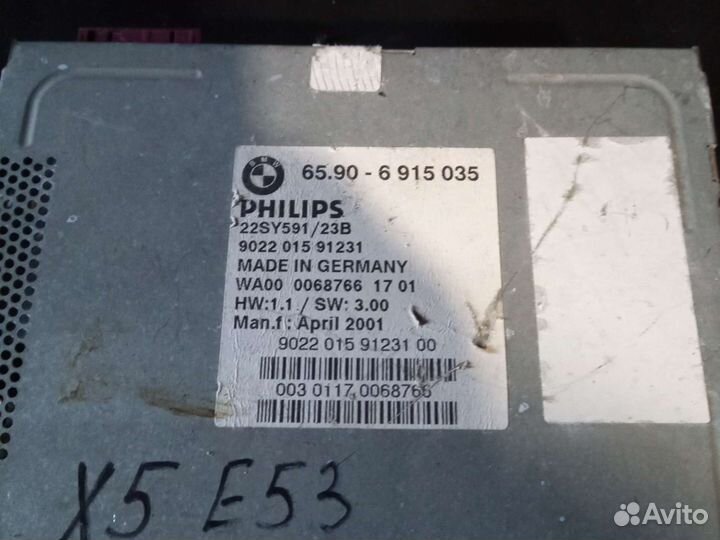 BMW
65.90 - 6 915 035
PHILIPS
22SY591/23B
9022 015 91231
MADE IN GERMANY
WA00 0068766 17 01
HW:1.1 / SW: 3.00
Man.f: April 2001
9022 015 91231 00
003 0117 0068766
X5 E53
Avito